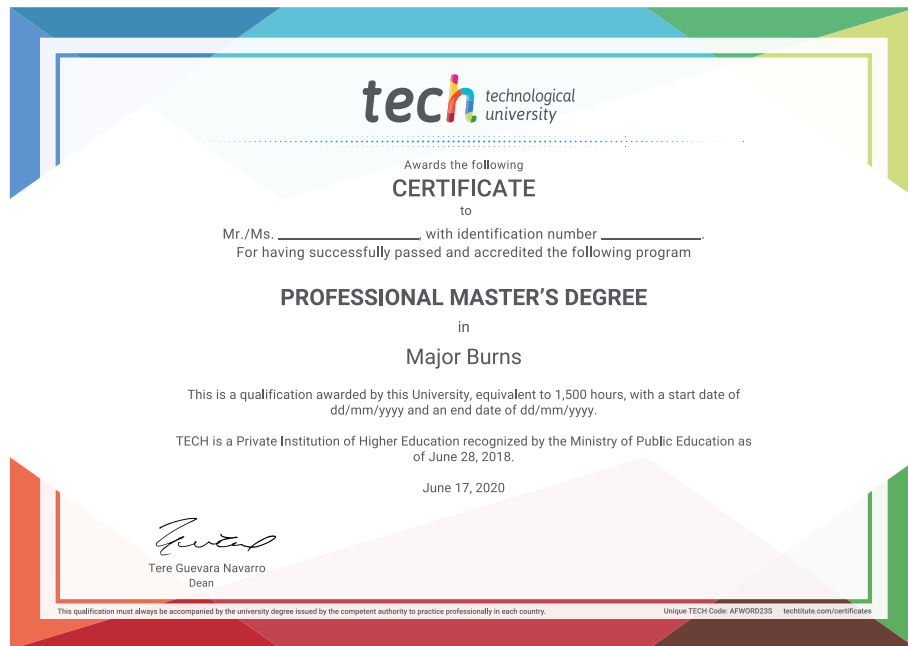 tech technological
university
Awards the following
CERTIFICATE
to
Mr./Ms. ____________________, with identification number ______________.
For having successfully passed and accredited the following program
PROFESSIONAL MASTER'S DEGREE
in
Major Burns
This is a qualification awarded by this University, equivalent to 1,500 hours, with a start date of
dd/mm/yyyy and an end date of dd/mm/yyyy.
TECH is a Private Institution of Higher Education recognized by the Ministry of Public Education as
of June 28, 2018.
June 17, 2020
Tere Guevara Navarro
Dean
This qualification must always be accompanied by the university degree issued by the competent authority to practice professionally in each country. Unique TECH Code: AFWORD23S techtitute.com/certificates